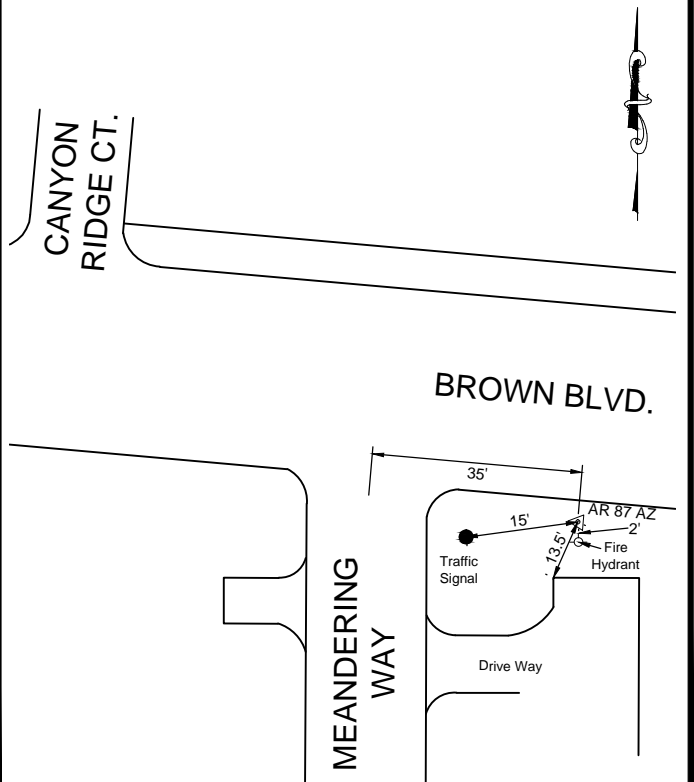 CANYON
RIDGE CT.
BROWN BLVD.
35'
AR 87 AZ
15'
2'
13.5'
Fire
Hydrant
Traffic
Signal
MEANDERING
WAY
Drive Way